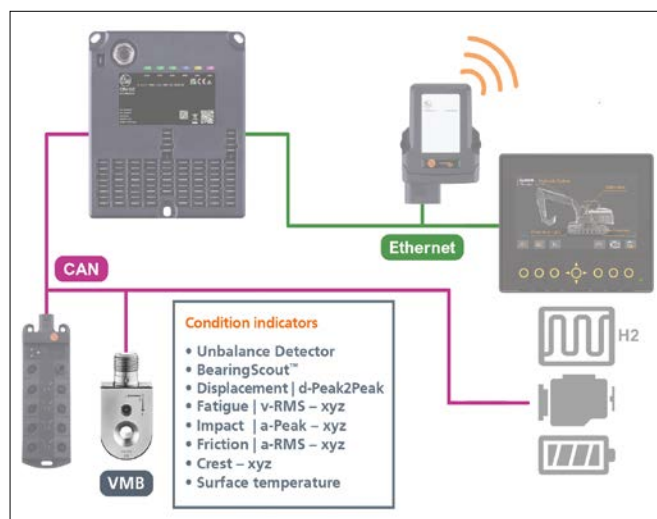 Ethernet
CAN
H2
VMB
Condition indicators
• Unbalance Detector
• BearingScout™
• Displacement | d-Peak2Peak
• Fatigue | v-RMS – xyz
• Impact | a-Peak – xyz
• Friction | a-RMS – xyz
• Crest – xyz
• Surface temperature